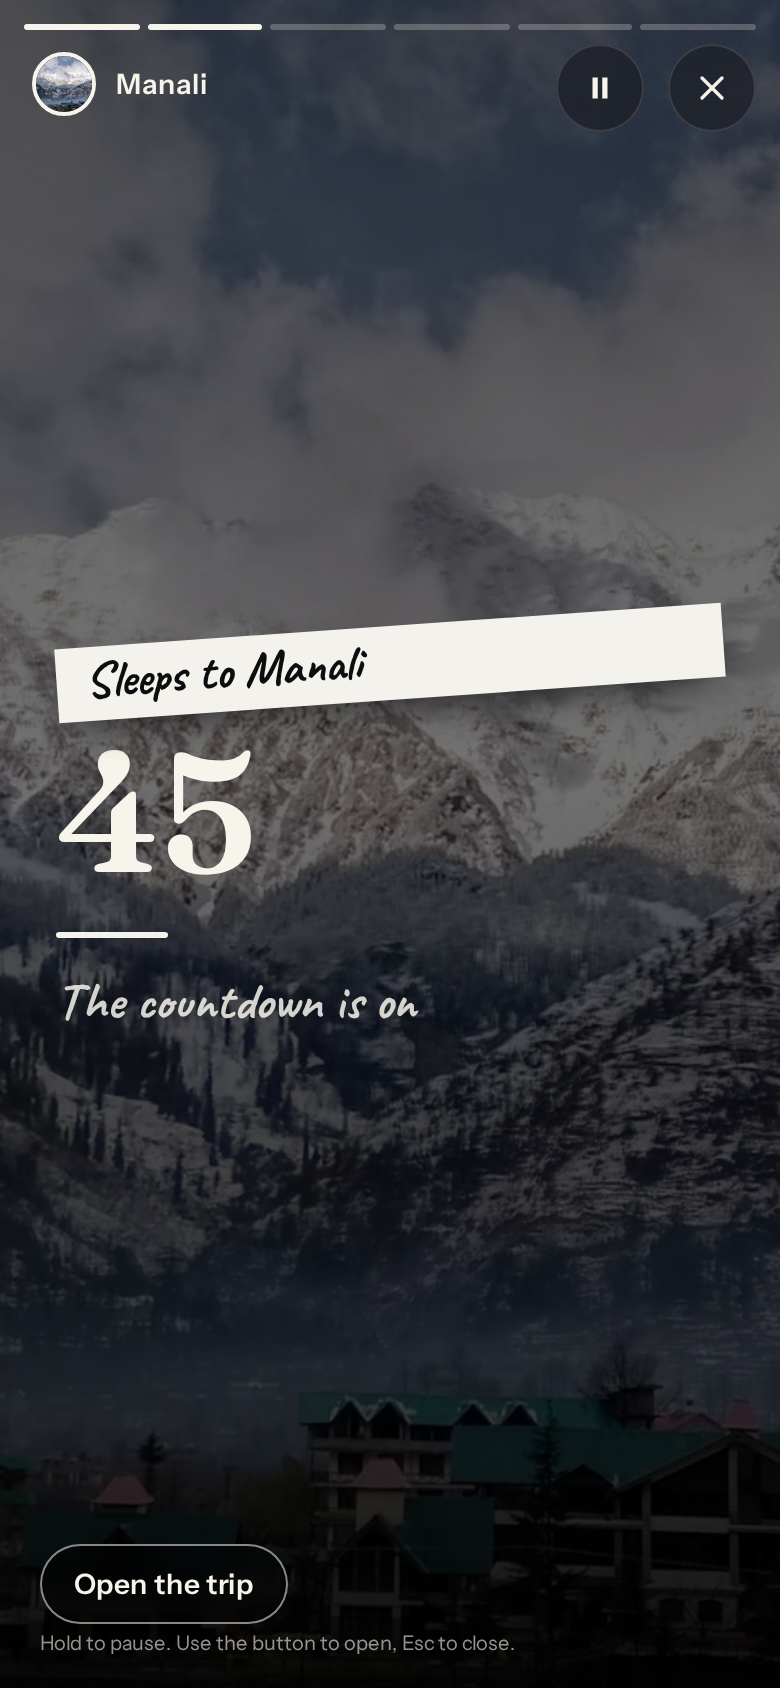 Manali
Sleeps to Manali
45
The countdown is on
Open the trip
Hold to pause. Use the button to open, Esc to close.